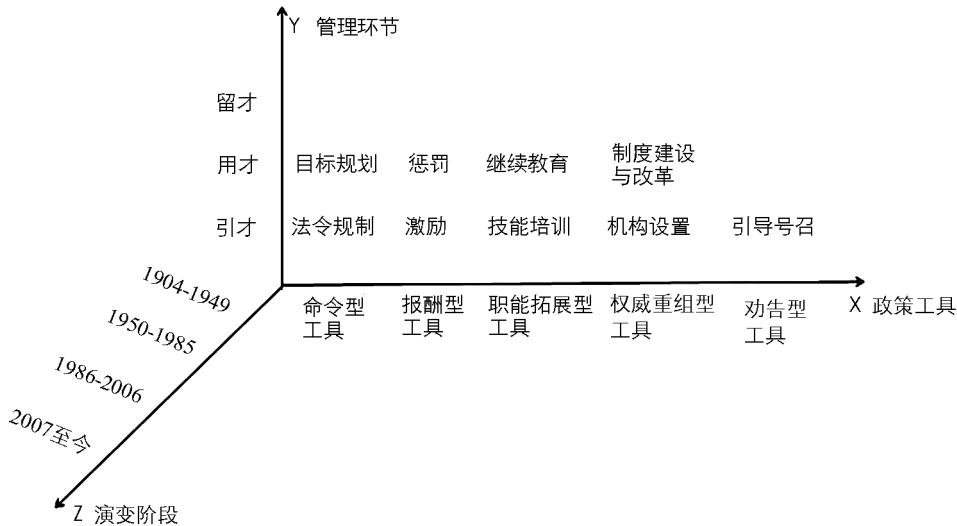 Y 管理环节
留才
用才 目标规划 惩罚 继续教育 制度建设
与改革
引才 法令规制 激励 技能培训 机构设置 引导号召
1904-1949
1950-1985
1986-2006
2007至今
Z 演变阶段
命令型
工具
报酬型
工具
职能拓展型
工具
权威重组型
工具
劝告型
工具
X 政策工具